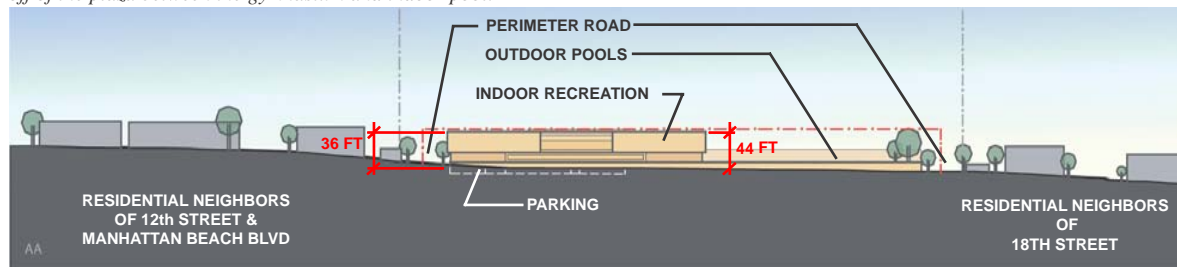 PERIMETER ROAD
OUTDOOR POOLS
INDOOR RECREATION
36 FT
44 FT
PARKING
RESIDENTIAL NEIGHBORS
OF 12th STREET &
MANHATTAN BEACH BLVD
RESIDENTIAL NEIGHBORS
OF
18TH STREET
AA